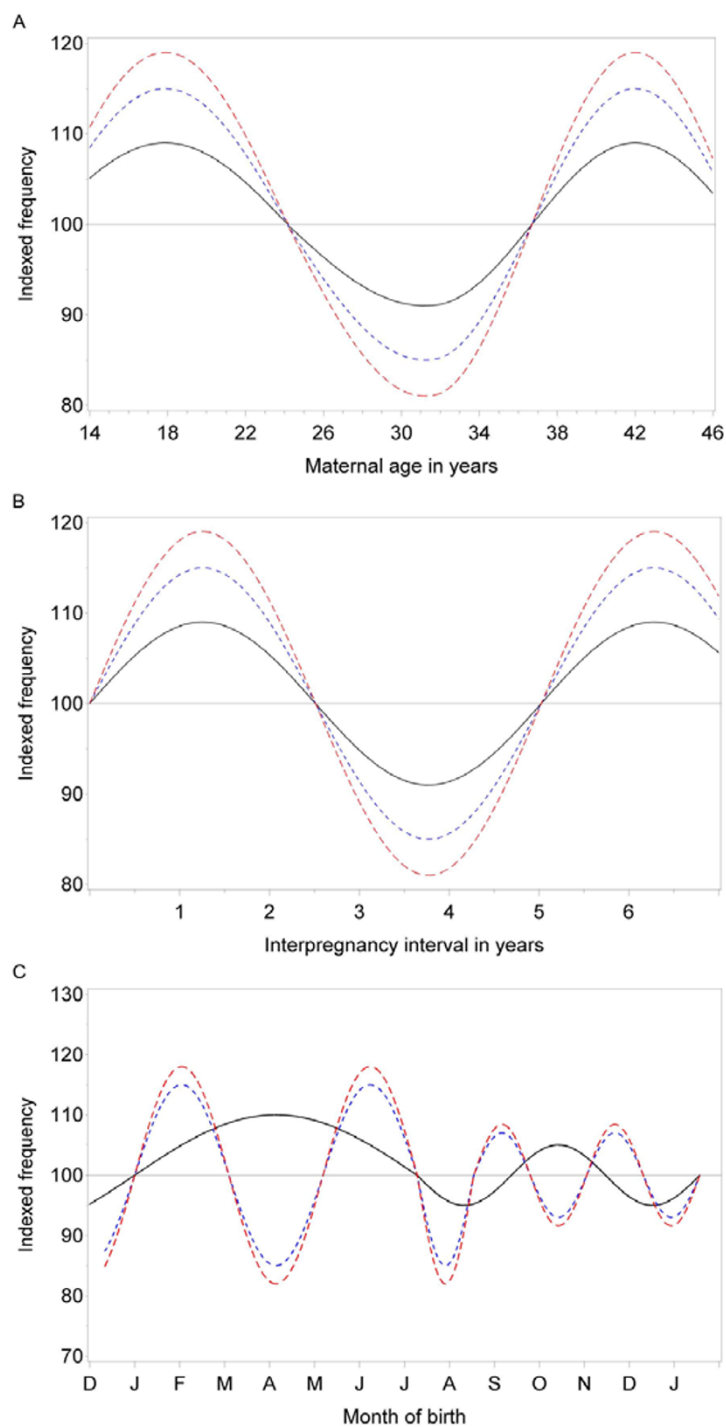 A
120
110
100
90
80
Indexed frequency
14 18 22 26 30 34 38 42 46
Maternal age in years
B
120
110
100
90
80
Indexed frequency
1 2 3 4 5 6
Interpregnancy interval in years
C
130
120
110
100
90
80
70
Indexed frequency
D J F M A M J J A S O N D J
Month of birth